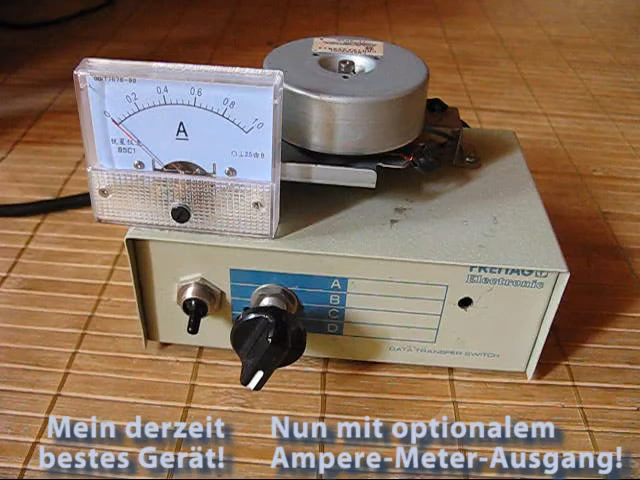 0 0.2 0.4 0.6 0.8 1.0
A
85C1
FREITAG
Electronic
A
B
C
D
DATA TRANSFER SWITCH
Mein derzeit
bestes Gerät!
Nun mit optionalem
Ampere-Meter-Ausgang!